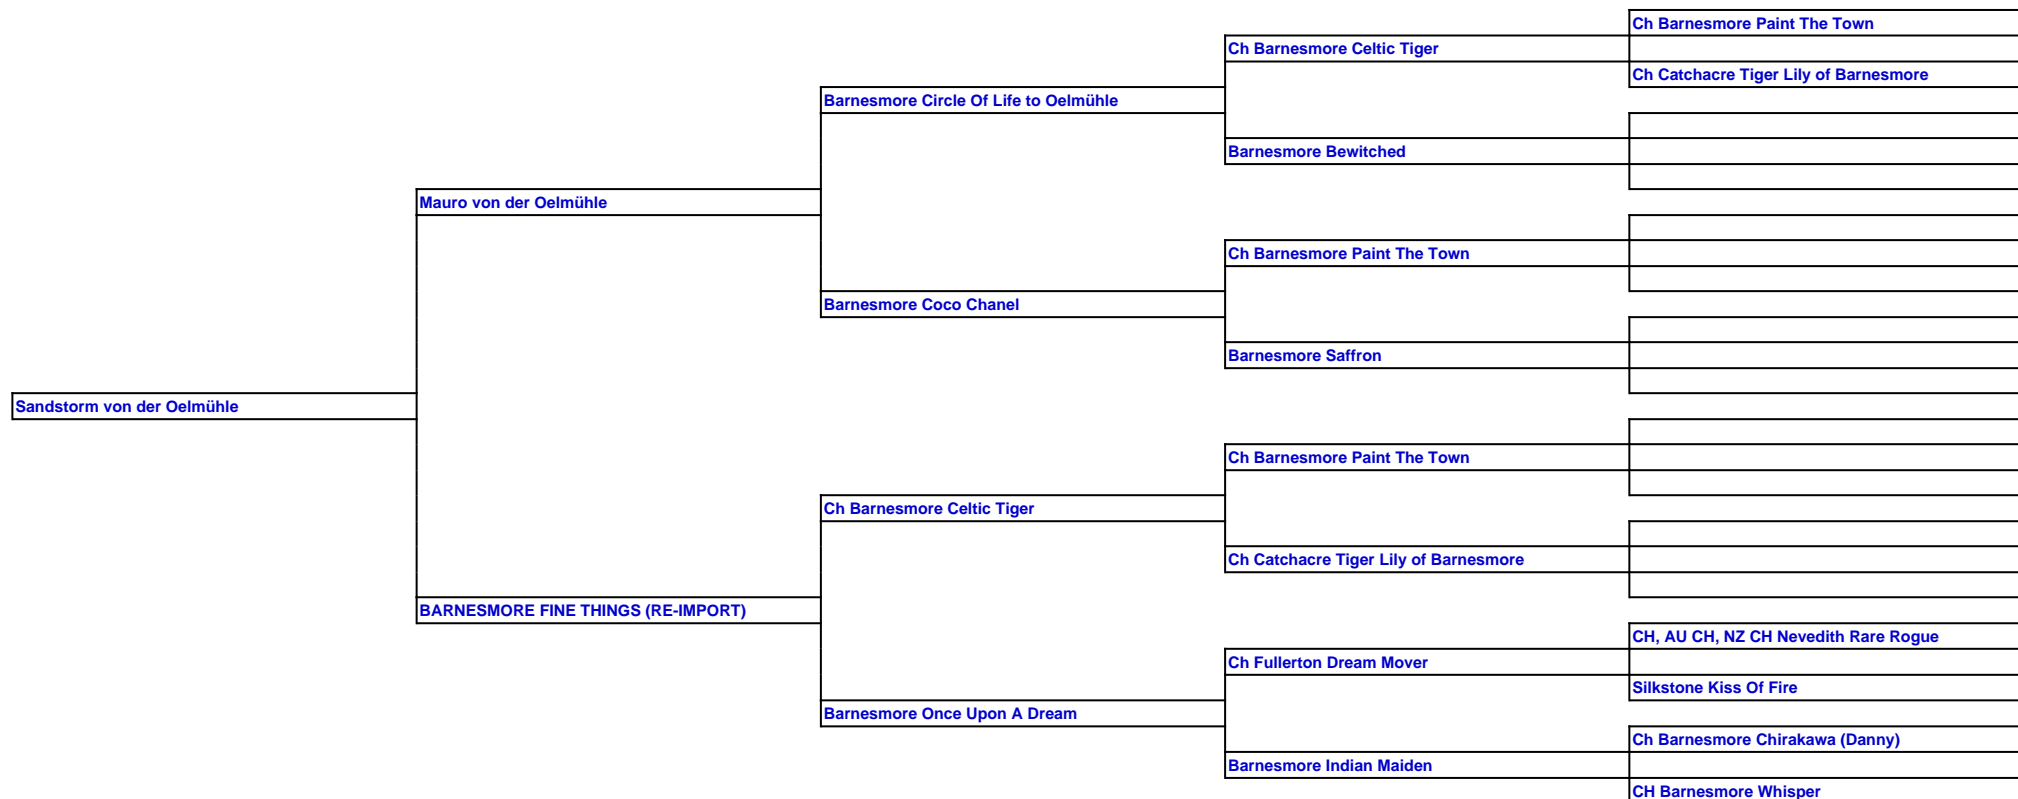 Ch Barnesmore Paint The Town
Ch Barnesmore Celtic Tiger
Ch Catchacre Tiger Lily of Barnesmore
Barnesmore Circle Of Life to Oelmühle
Barnesmore Bewitched
Mauro von der Oelmühle
Ch Barnesmore Paint The Town
Barnesmore Coco Chanel
Barnesmore Saffron
Sandstorm von der Oelmühle
Ch Barnesmore Paint The Town
Ch Barnesmore Celtic Tiger
Ch Catchacre Tiger Lily of Barnesmore
BARNESMORE FINE THINGS (RE-IMPORT)
CH, AU CH, NZ CH Nevedith Rare Rogue
Ch Fullerton Dream Mover
Silkstone Kiss Of Fire
Barnesmore Once Upon A Dream
Ch Barnesmore Chirakawa (Danny)
Barnesmore Indian Maiden
CH Barnesmore Whisper